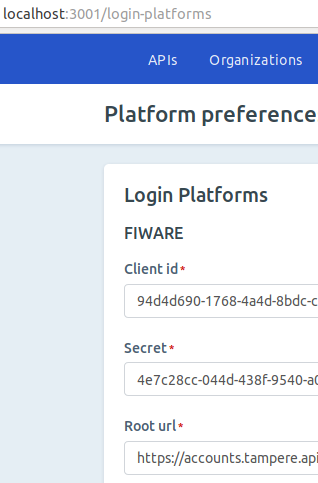 localhost:3001/login-platforms
APIs Organizations
Platform preference
Login Platforms
FIWARE
Client id *
94d4d690-1768-4a4d-8bdc-c
Secret *
4e7c28cc-044d-438f-9540-a0
Root url *
https://accounts.tampere.api